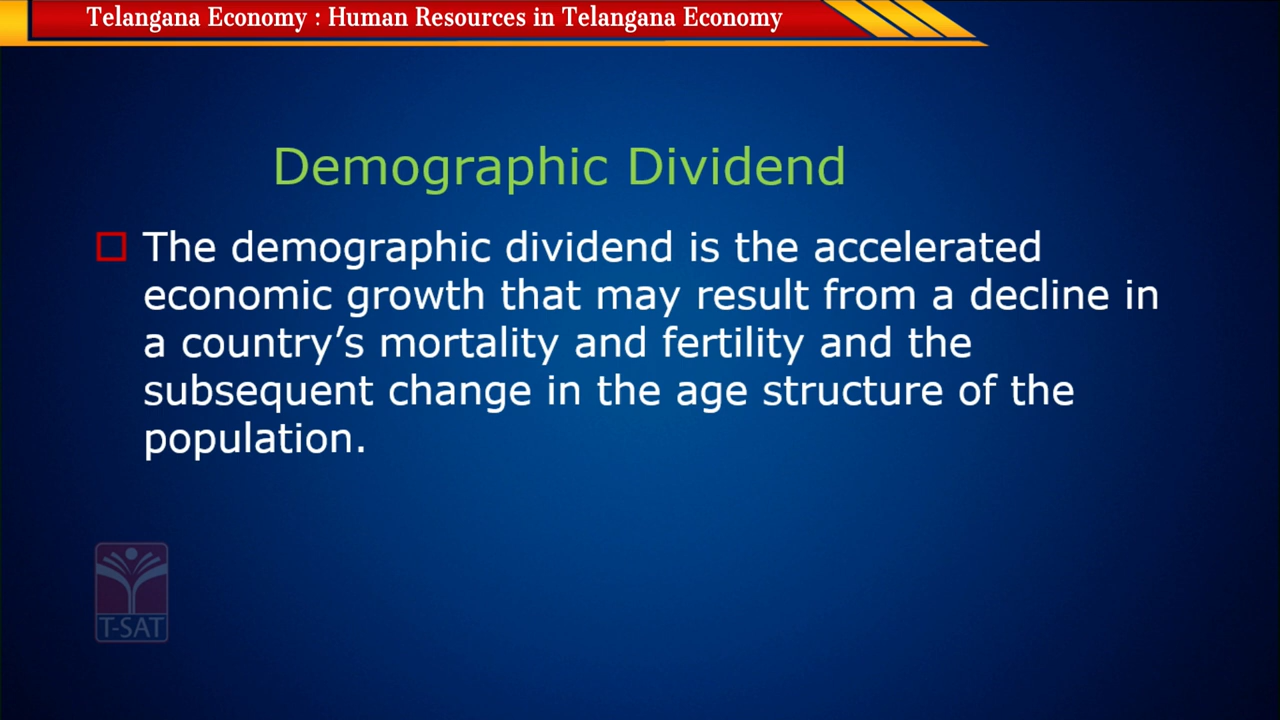 Telangana Economy : Human Resources in Telangana Economy
Demographic Dividend
The demographic dividend is the accelerated
economic growth that may result from a decline in
a country’s mortality and fertility and the
subsequent change in the age structure of the
population.
T-SAT